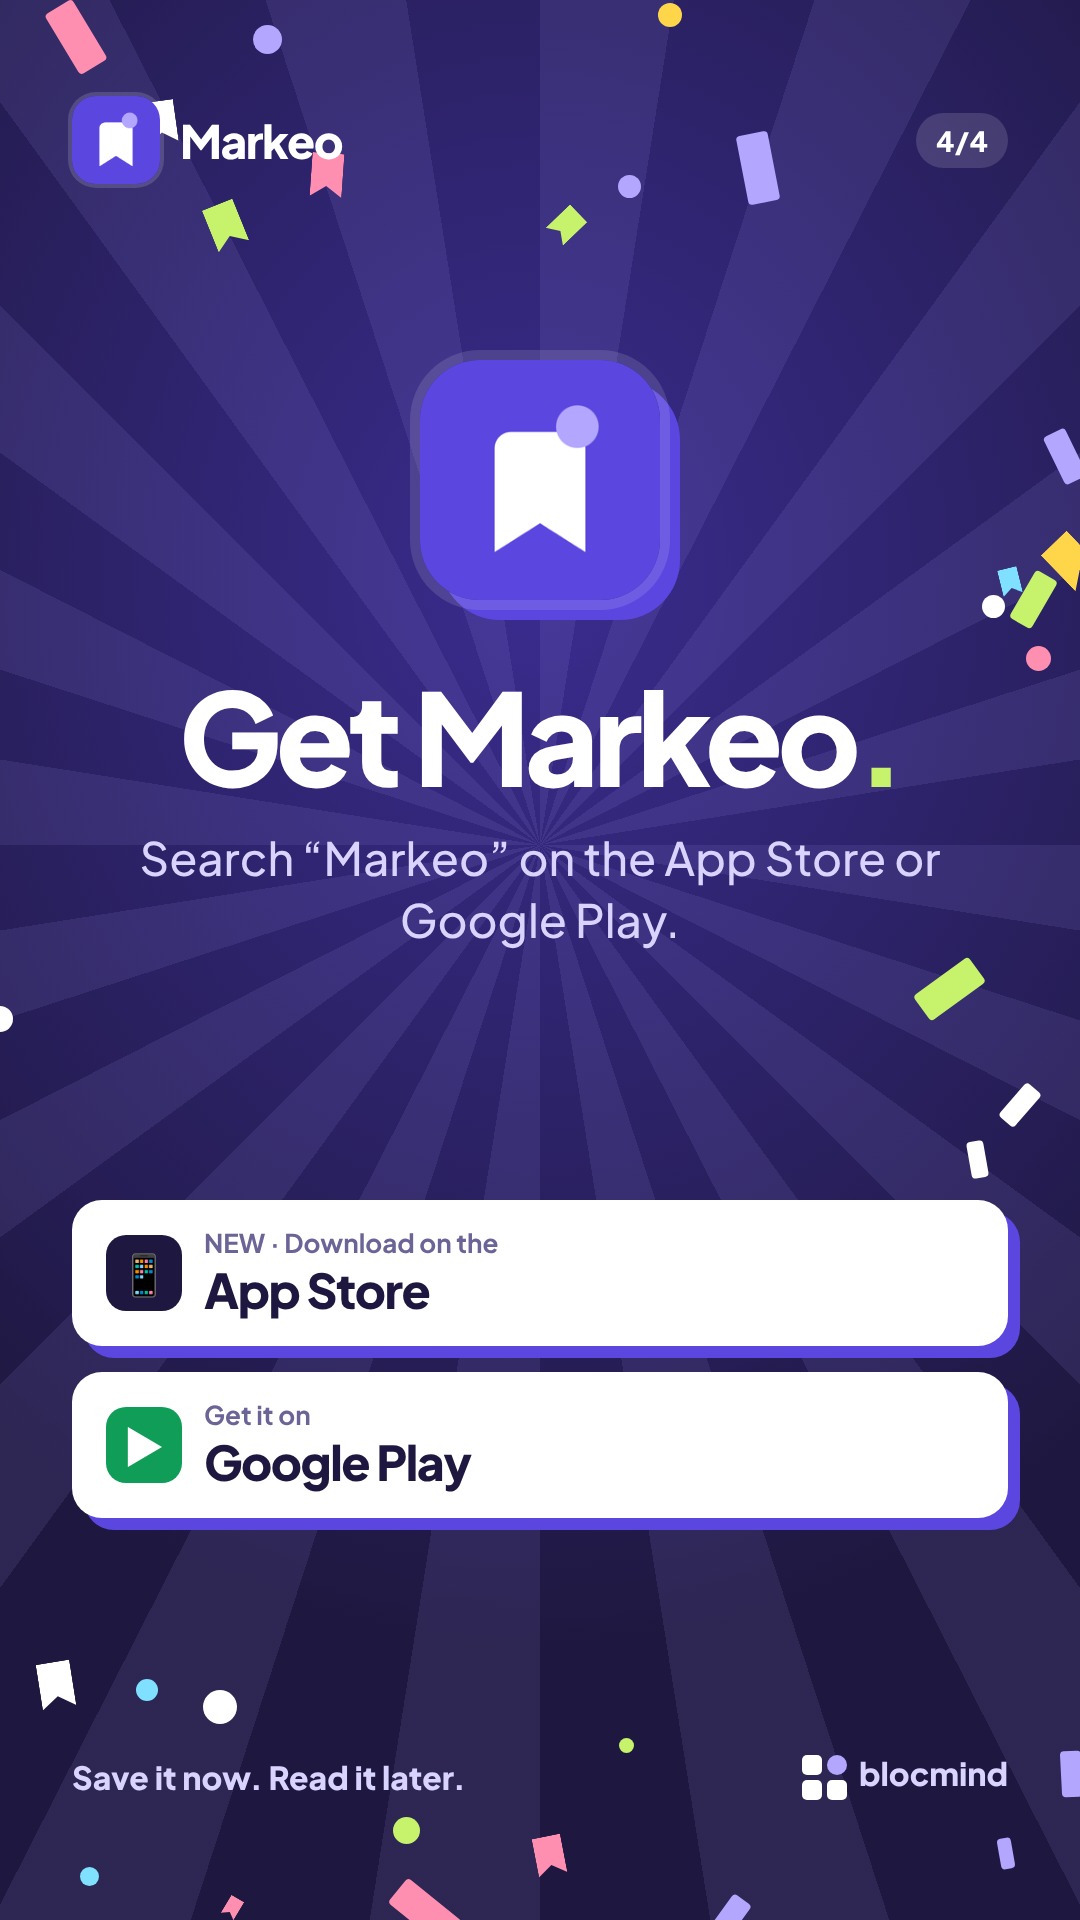 Markeo
4/4
Get Markeo.
Search “Markeo” on the App Store or
Google Play.
NEW · Download on the
App Store
Get it on
Google Play
Save it now. Read it later.
blocmind